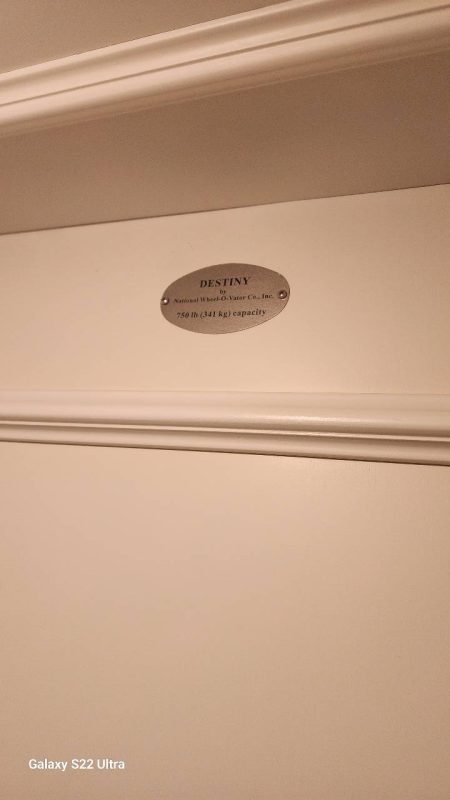 DESTINY
by
National Wheel-O-Vator Co., Inc.
750 lb (341 kg) capacity
Galaxy S22 Ultra